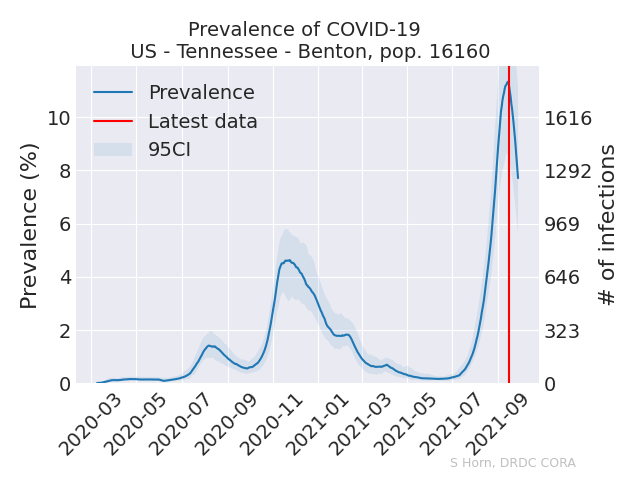 Prevalence of COVID-19
US - Tennessee - Benton, pop. 16160
Prevalence
Latest data
95CI
Prevalence (%)
10
8
6
4
2
0
1616
1292
969
646
323
0
# of infections
2020-03
2020-05
2020-07
2020-09
2020-11
2021-01
2021-03
2021-05
2021-07
2021-09
S Horn, DRDC CORA